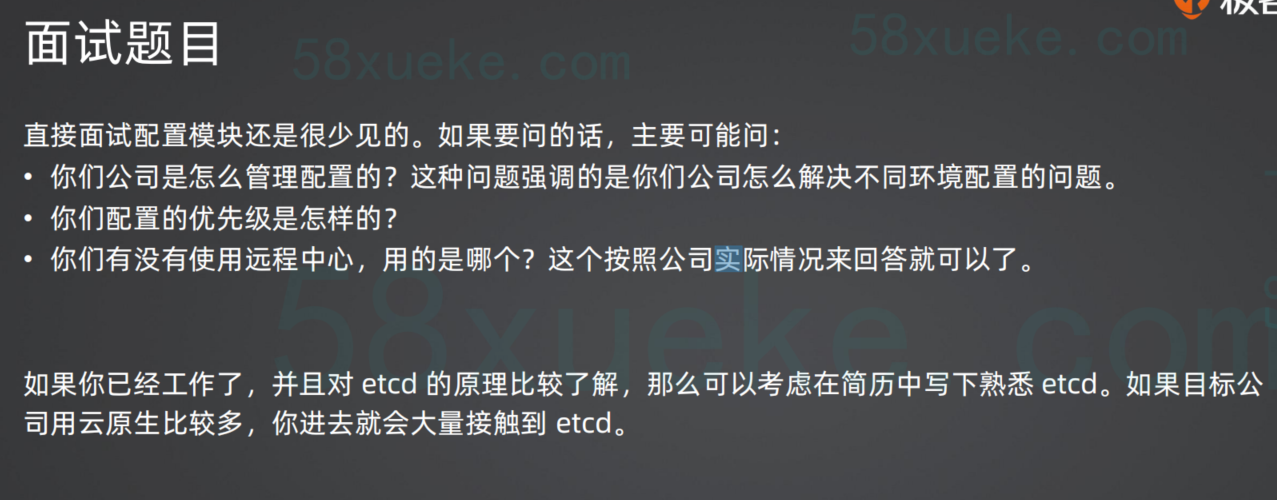 面试题目
58xueke.com
58xueke.com
直接面试配置模块还是很少见的。如果要问的话，主要可能问：
• 你们公司是怎么管理配置的？这种问题强调的是你们公司怎么解决不同环境配置的问题。
• 你们配置的优先级是怎样的？
• 你们有没有使用远程中心，用的是哪个？这个按照公司实际情况来回答就可以了。
58xueke.com
如果你已经工作了，并且对 etcd 的原理比较了解，那么可以考虑在简历中写下熟悉 etcd。如果目标公
司用云原生比较多，你进去就会大量接触到 etcd。